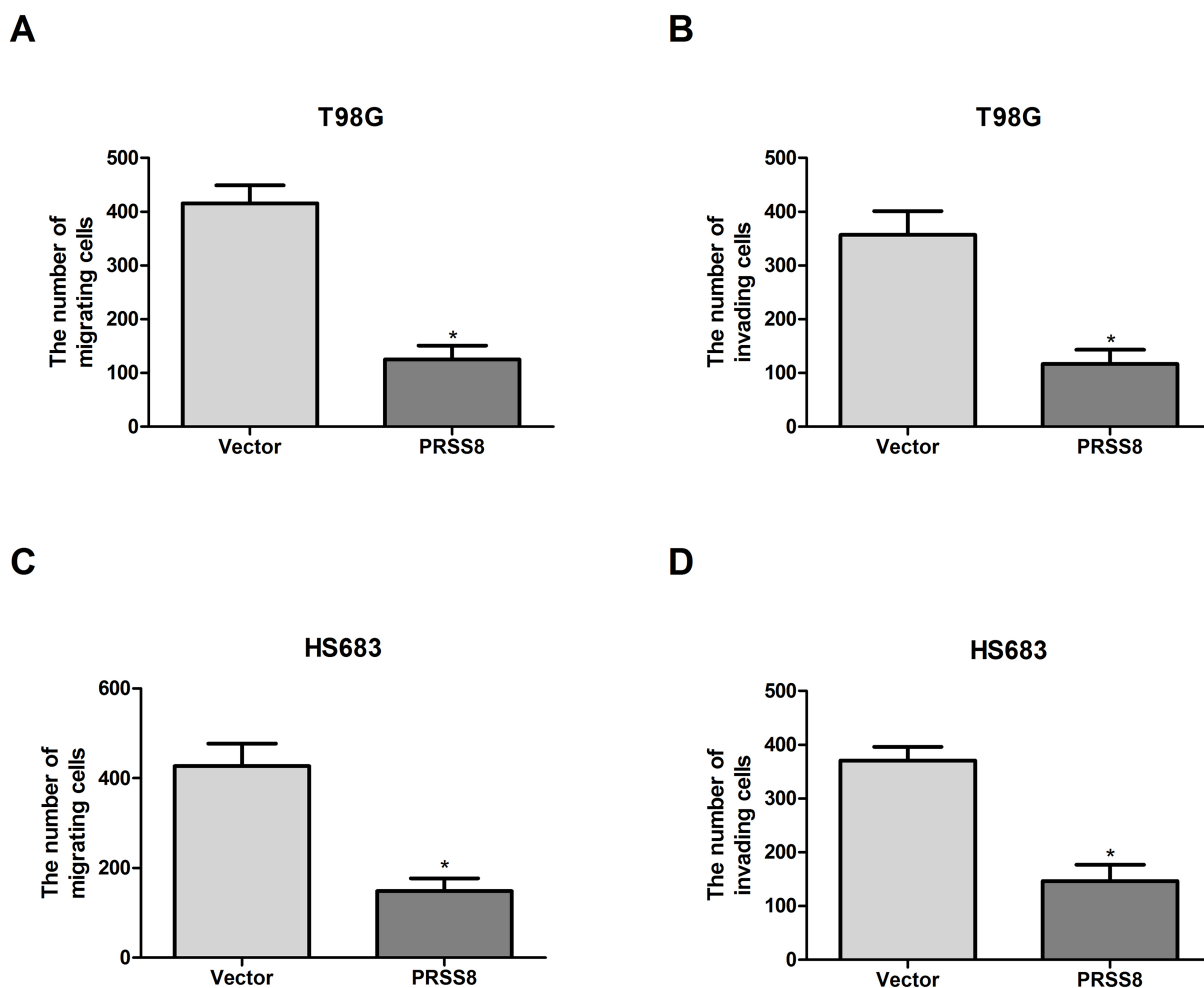 A
T98G
The number of
migrating cells
500
400
300
200
100
0
*
Vector
PRSS8
B
T98G
The number of
invading cells
500
400
300
200
100
0
*
Vector
PRSS8
C
HS683
The number of
migrating cells
600
400
200
0
*
Vector
PRSS8
D
HS683
The number of
invading cells
500
400
300
200
100
0
*
Vector
PRSS8